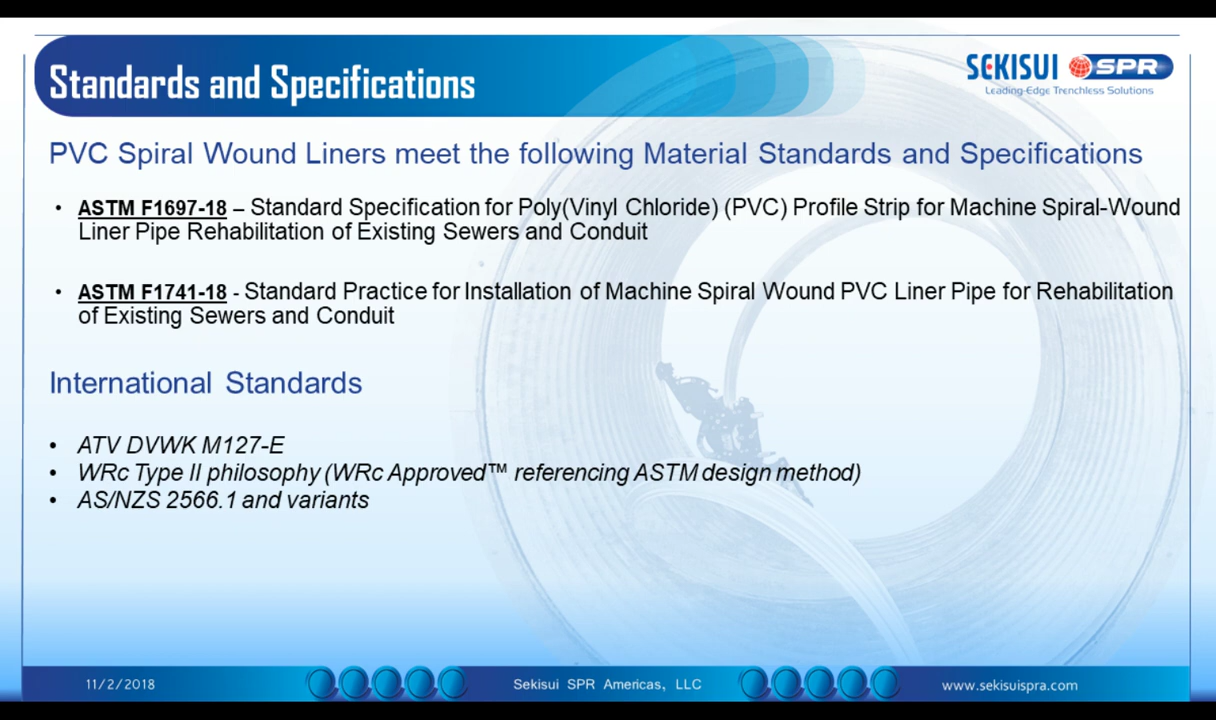 Standards and Specifications
SEKISUI SPR
Leading-Edge Trenchless Solutions
PVC Spiral Wound Liners meet the following Material Standards and Specifications
• ASTM F1697-18 – Standard Specification for Poly(Vinyl Chloride) (PVC) Profile Strip for Machine Spiral-Wound
Liner Pipe Rehabilitation of Existing Sewers and Conduit
• ASTM F1741-18 - Standard Practice for Installation of Machine Spiral Wound PVC Liner Pipe for Rehabilitation
of Existing Sewers and Conduit
International Standards
• ATV DVWK M127-E
• WRc Type II philosophy (WRc Approved™ referencing ASTM design method)
• AS/NZS 2566.1 and variants
11/2/2018
Sekisui SPR Americas, LLC
www.sekisuispra.com